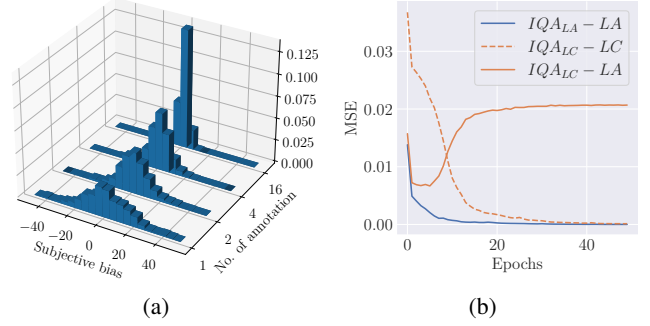 0.125
0.100
0.075
0.050
0.025
0.000
−40
−20
0
20
40
Subjective bias
1
2
4
16
No. of annotation
(a)
IQA_LA − LA
IQA_LC − LC
IQA_LC − LA
0.03
0.02
0.01
0.00
MSE
0
20
40
Epochs
(b)